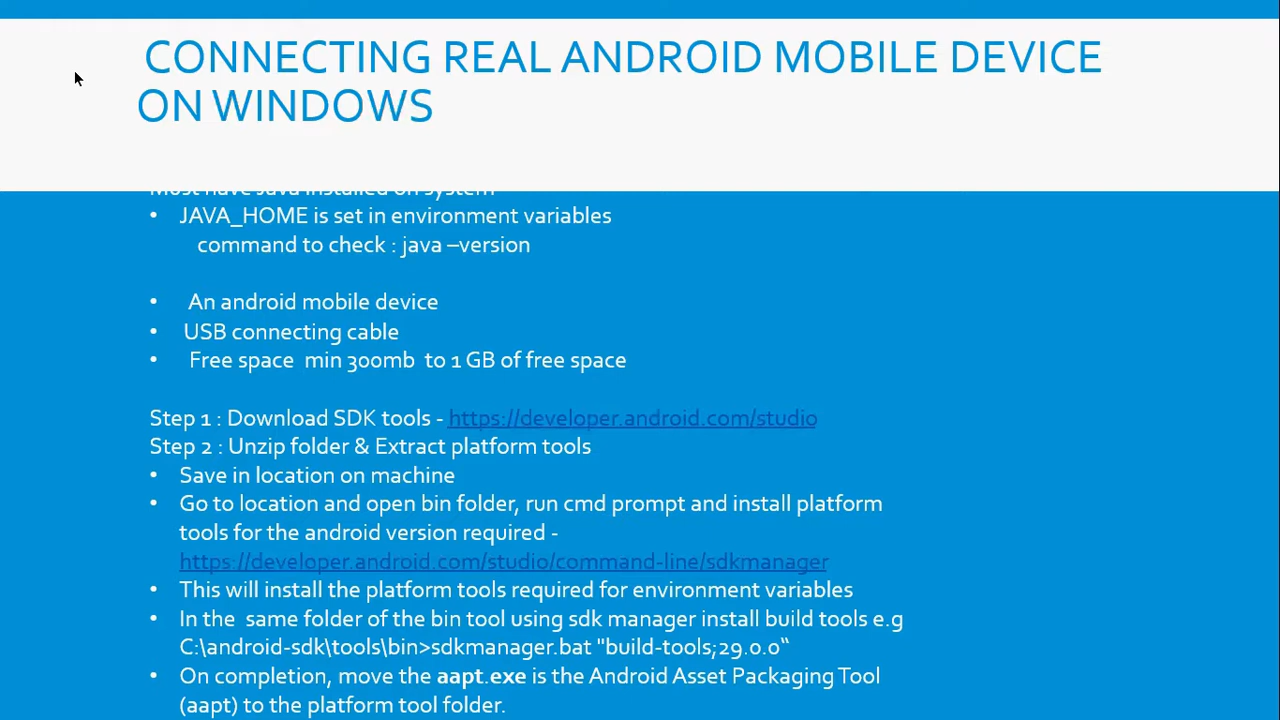 CONNECTING REAL ANDROID MOBILE DEVICE
ON WINDOWS
Most have Java installed on system
• JAVA_HOME is set in environment variables
command to check : java –version
• An android mobile device
• USB connecting cable
• Free space min 300mb to 1 GB of free space
Step 1 : Download SDK tools - https://developer.android.com/studio
Step 2 : Unzip folder & Extract platform tools
• Save in location on machine
• Go to location and open bin folder, run cmd prompt and install platform
tools for the android version required -
https://developer.android.com/studio/command-line/sdkmanager
• This will install the platform tools required for environment variables
• In the same folder of the bin tool using sdk manager install build tools e.g
C:\android-sdk\tools\bin>sdkmanager.bat "build-tools;29.0.0“
• On completion, move the aapt.exe is the Android Asset Packaging Tool
(aapt) to the platform tool folder.